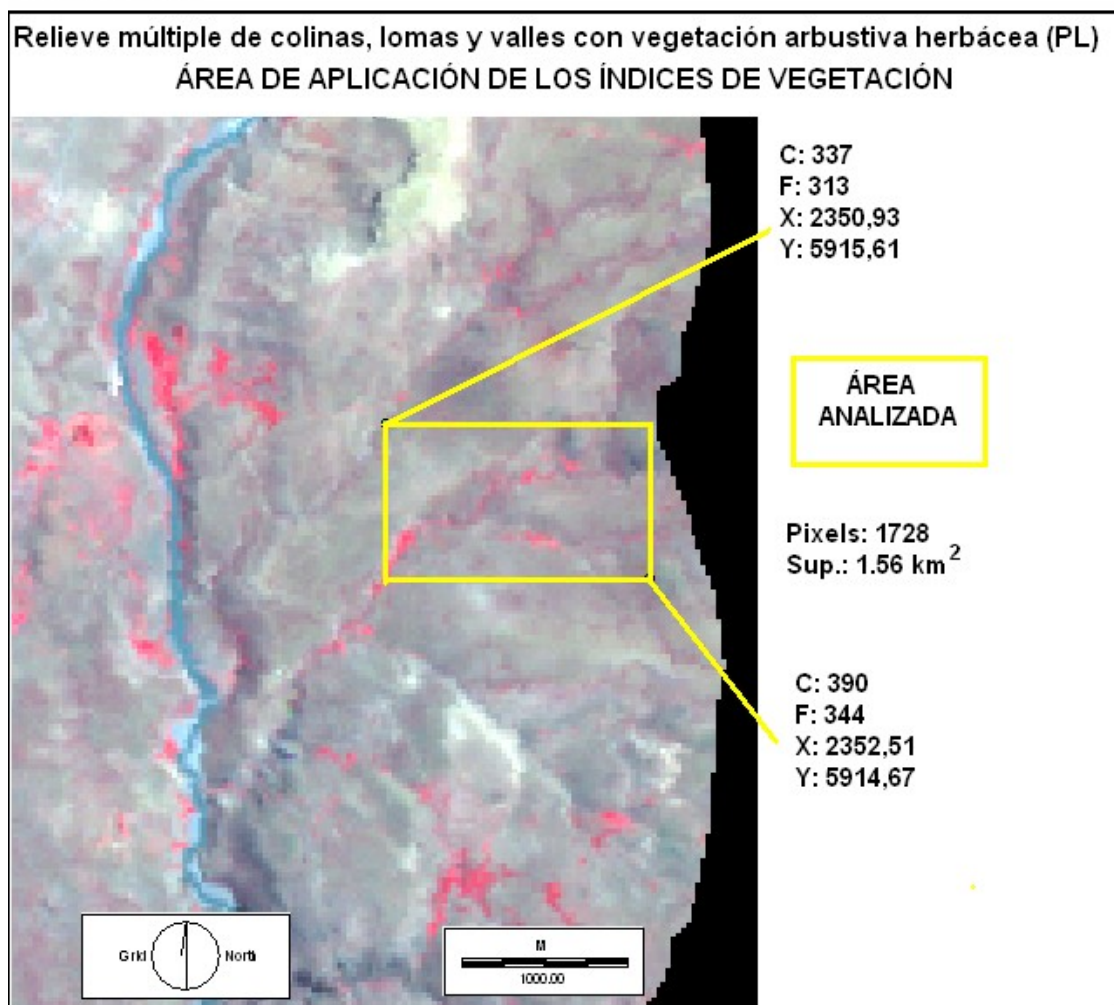 Relieve múltiple de colinas, lomas y valles con vegetación arbustiva herbácea (PL)
ÁREA DE APLICACIÓN DE LOS ÍNDICES DE VEGETACIÓN
C: 337
F: 313
X: 2350,93
Y: 5915,61
ÁREA
ANALIZADA
Pixels: 1728
Sup.: 1.56 km²
C: 390
F: 344
X: 2352,51
Y: 5914,67
Grid North
M
1000.00